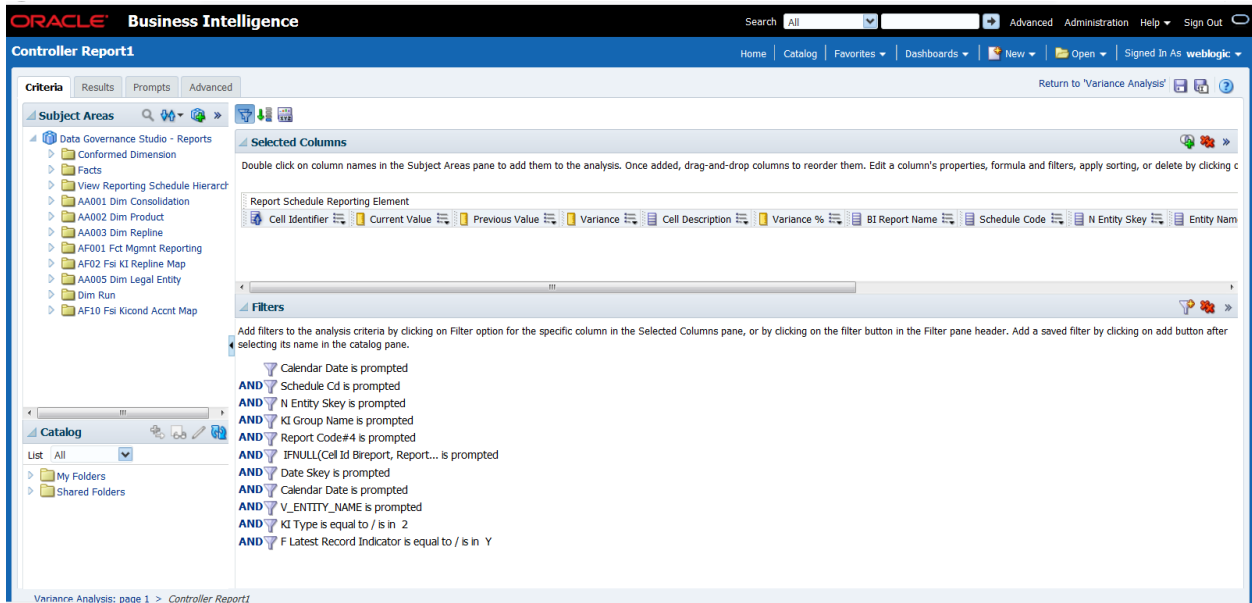 ORACLE Business Intelligence Search All Advanced Administration Help Sign Out
Controller Report1 Home Catalog Favorites Dashboards New Open Signed In As weblogic
Criteria Results Prompts Advanced Return to 'Variance Analysis'
Subject Areas
Data Governance Studio - Reports
Conformed Dimension
Facts
View Reporting Schedule Hierarch
AA001 Dim Consolidation
AA002 Dim Product
AA003 Dim Repline
AF001 Fct Mgmnt Reporting
AF02 Fsi KI Repline Map
AA005 Dim Legal Entity
Dim Run
AF10 Fsi Kicond Accnt Map
Catalog
List All
My Folders
Shared Folders
Selected Columns
Double click on column names in the Subject Areas pane to add them to the analysis. Once added, drag-and-drop columns to reorder them. Edit a column's properties, formula and filters, apply sorting, or delete by clicking c
Report Schedule Reporting Element
Cell Identifier Current Value Previous Value Variance Cell Description Variance % BI Report Name Schedule Code N Entity Skey Entity Nam
Filters
Add filters to the analysis criteria by clicking on Filter option for the specific column in the Selected Columns pane, or by clicking on the filter button in the Filter pane header. Add a saved filter by clicking on add button after
selecting its name in the catalog pane.
Calendar Date is prompted
AND Schedule Cd is prompted
AND N Entity Skey is prompted
AND KI Group Name is prompted
AND Report Code#4 is prompted
AND IFNULL(Cell Id Bireport, Report... is prompted
AND Date Skey is prompted
AND Calendar Date is prompted
AND V_ENTITY_NAME is prompted
AND KI Type is equal to / is in 2
AND F Latest Record Indicator is equal to / is in Y
Variance Analysis: page 1 > Controller Report1